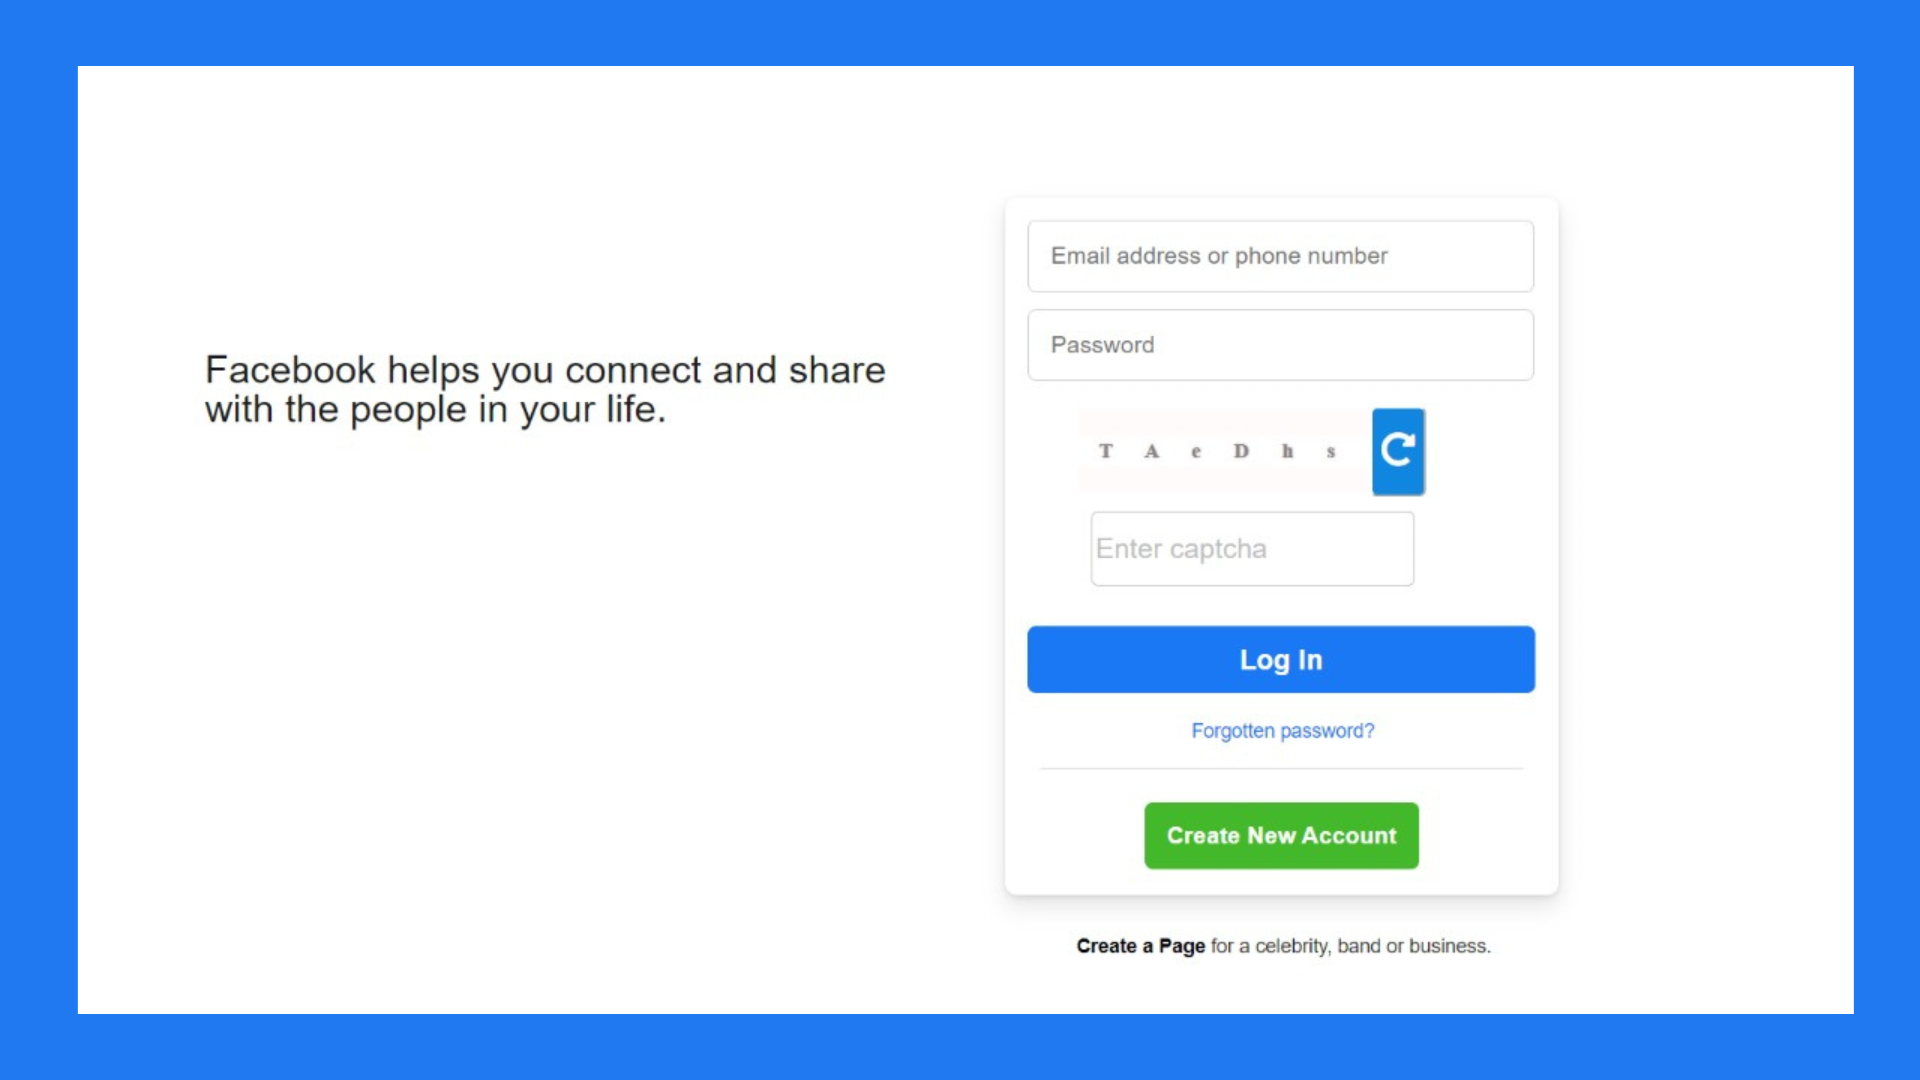 Facebook helps you connect and share
with the people in your life.
Email address or phone number
Password
T A e D h s
Enter captcha
Log In
Forgotten password?
Create New Account
Create a Page for a celebrity, band or business.